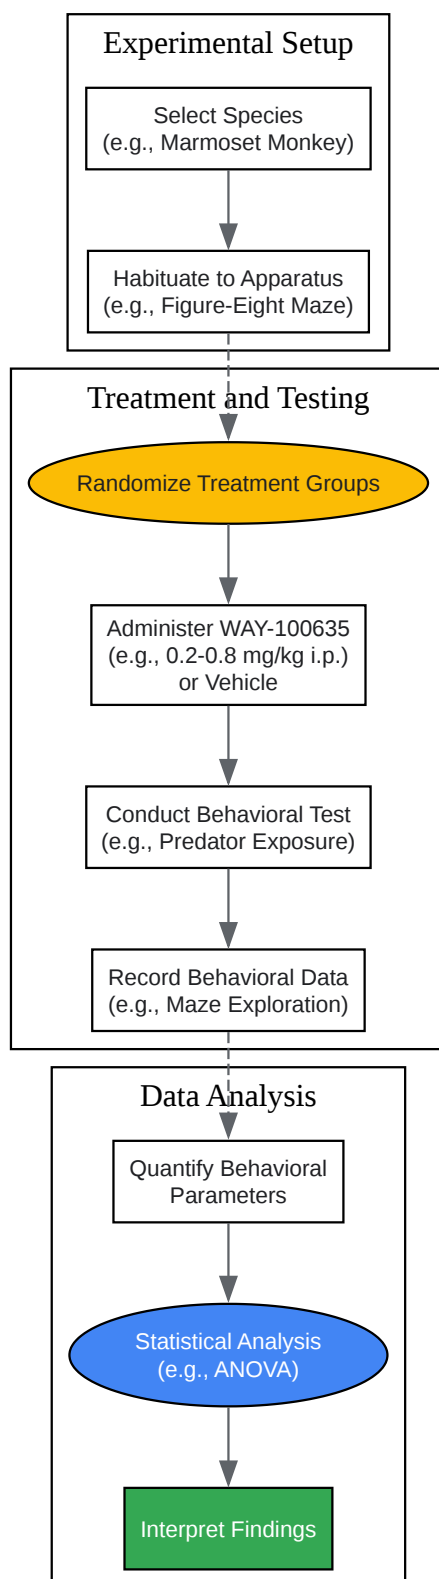 Experimental Setup
Select Species
(e.g., Marmoset Monkey)
Habituate to Apparatus
(e.g., Figure-Eight Maze)
Treatment and Testing
Randomize Treatment Groups
Administer WAY-100635
(e.g., 0.2-0.8 mg/kg i.p.)
or Vehicle
Conduct Behavioral Test
(e.g., Predator Exposure)
Record Behavioral Data
(e.g., Maze Exploration)
Data Analysis
Quantify Behavioral
Parameters
Statistical Analysis
(e.g., ANOVA)
Interpret Findings